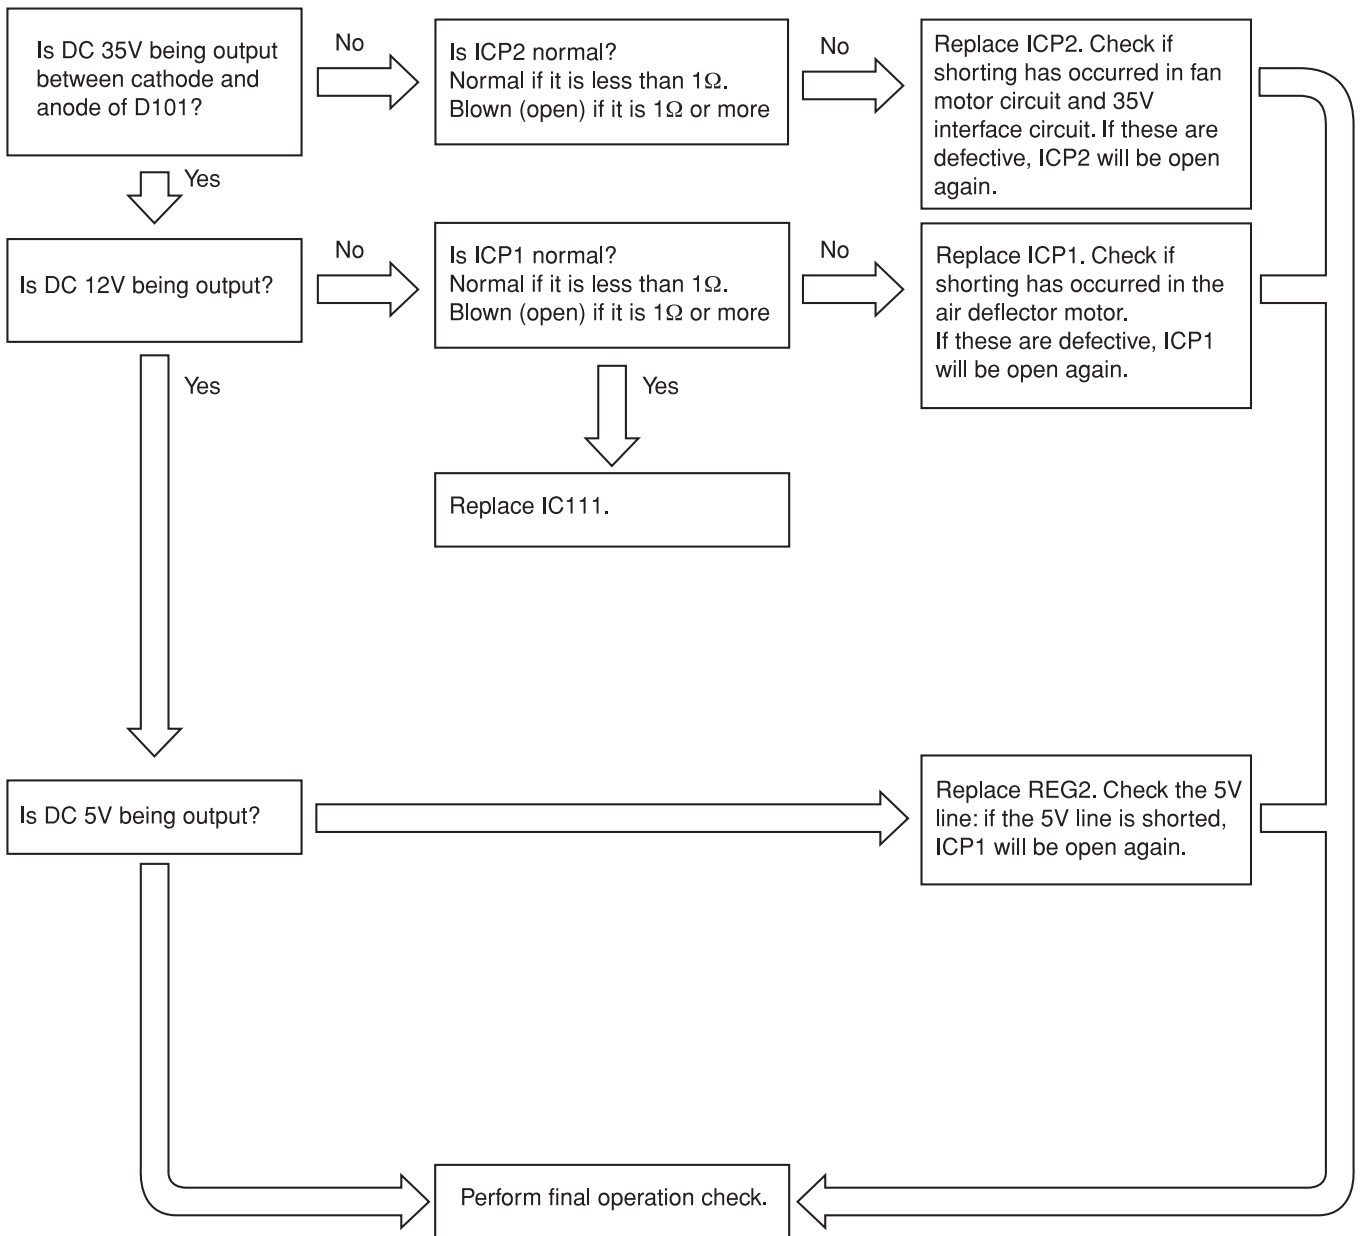 Is DC 35V being output
between cathode and
anode of D101?
No
Is ICP2 normal?
Normal if it is less than 1Ω.
Blown (open) if it is 1Ω or more
No
Replace ICP2. Check if
shorting has occurred in fan
motor circuit and 35V
interface circuit. If these are
defective, ICP2 will be open
again.
Yes
Is DC 12V being output?
No
Is ICP1 normal?
Normal if it is less than 1Ω.
Blown (open) if it is 1Ω or more
No
Replace ICP1. Check if
shorting has occurred in the
air deflector motor.
If these are defective, ICP1
will be open again.
Yes
Yes
Replace IC111.
Is DC 5V being output?
Replace REG2. Check the 5V
line: if the 5V line is shorted,
ICP1 will be open again.
Perform final operation check.